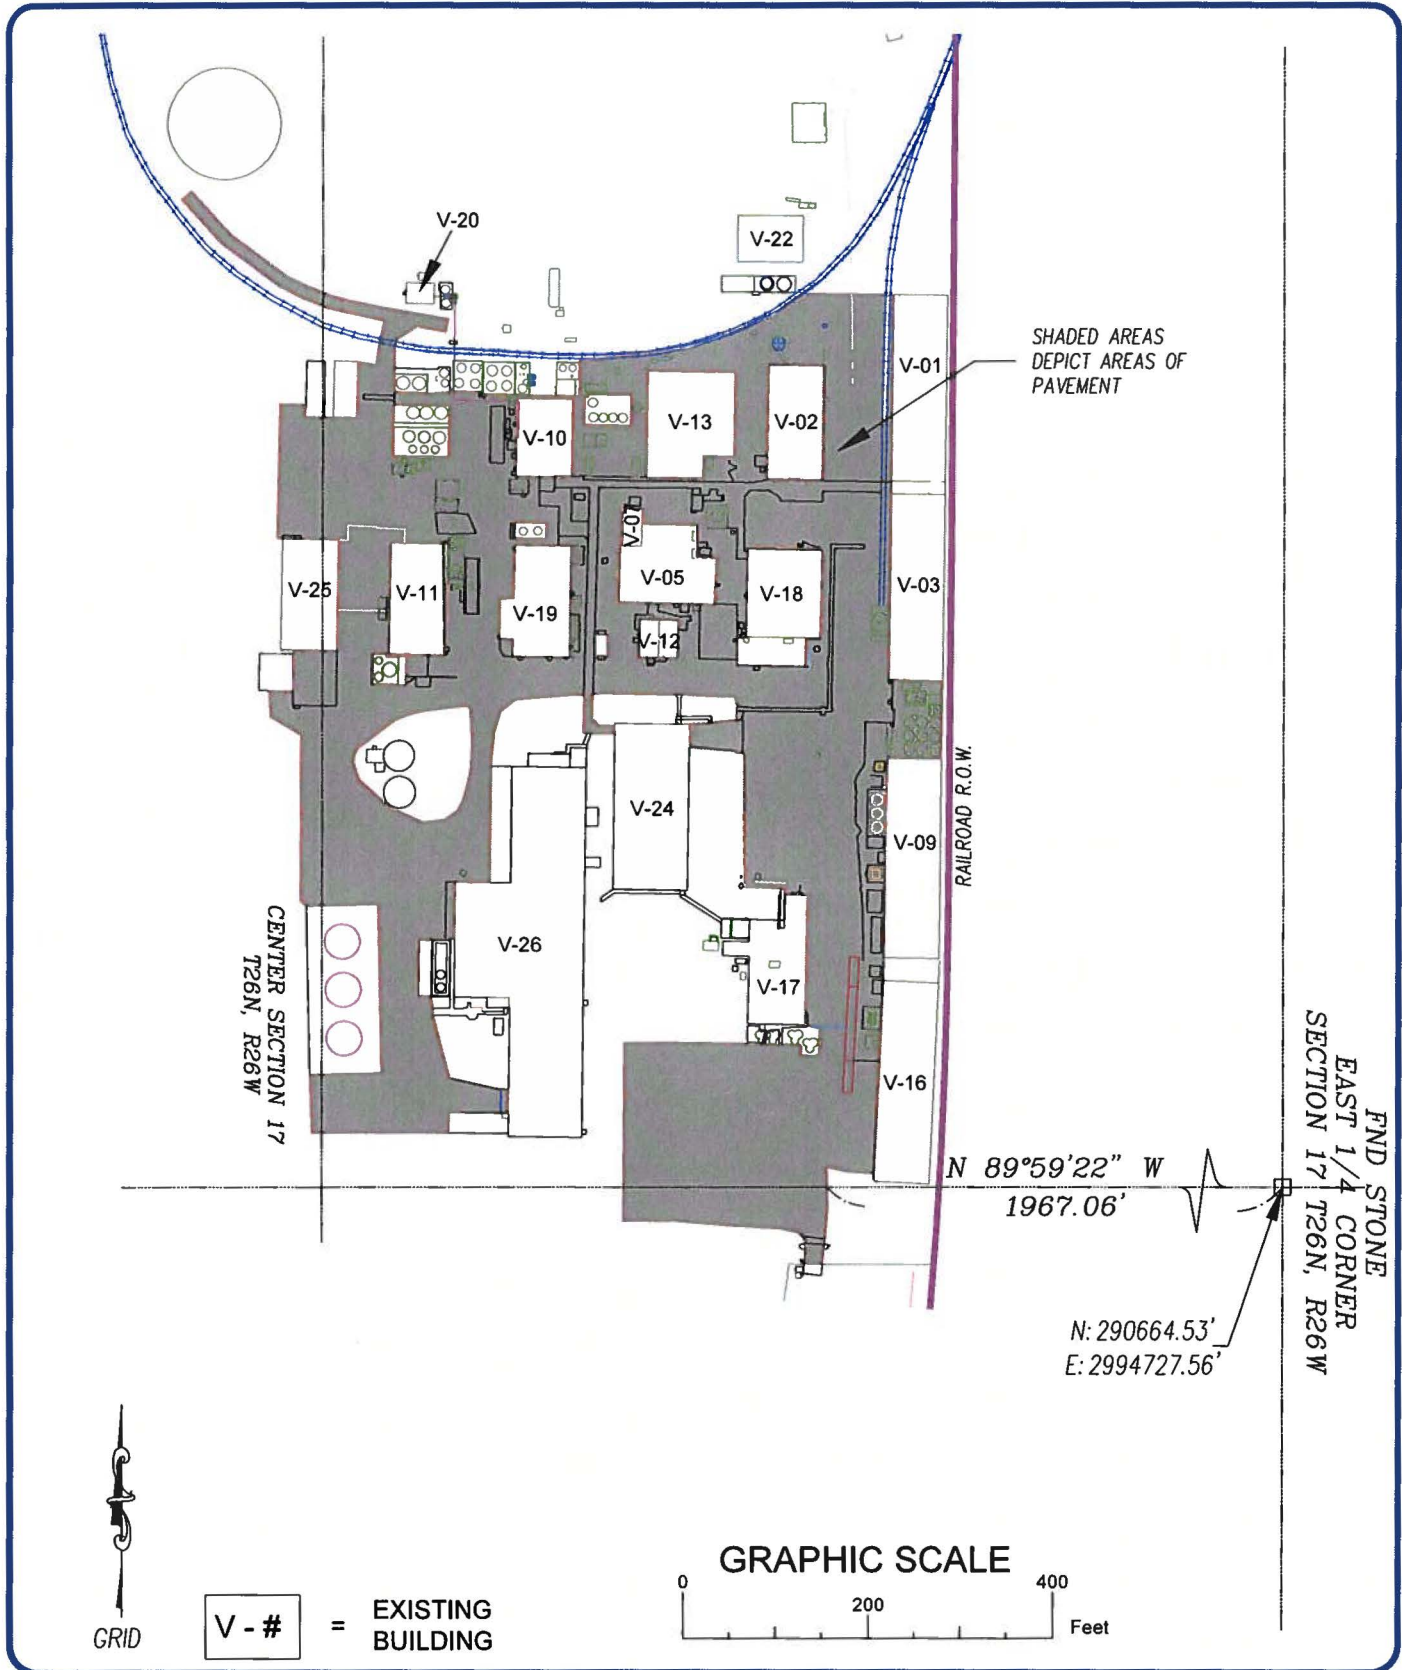 V-20
V-22
SHADED AREAS
DEPICT AREAS OF
PAVEMENT
V-01
V-10
V-13
V-02
V-07
V-25
V-11
V-19
V-05
V-18
V-03
V-12
V-24
V-09
RAILROAD R.O.W.
V-26
V-17
V-16
CENTER SECTION 17
T26N, R26W
N 89°59'22" W
1967.06'
FND STONE
EAST 1/4 CORNER
SECTION 17 T26N, R26W
N: 290664.53'
E: 2994727.56'
GRID
V - #
=
EXISTING
BUILDING
GRAPHIC SCALE
0
200
400
Feet